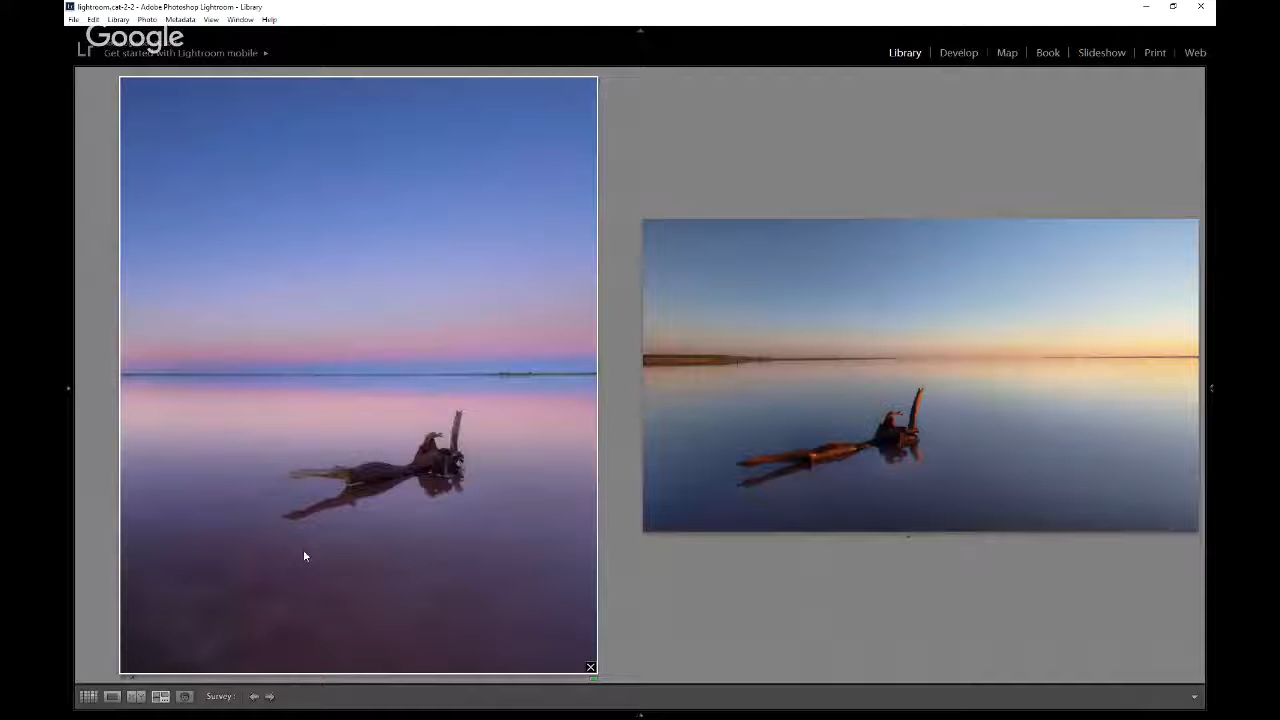 lightroom.cat-2-2 - Adobe Photoshop Lightroom - Library
File Edit Library Photo Metadata View Window Help
Google
Lr
Get started with Lightroom mobile
Library Develop Map Book Slideshow Print Web
Survey :